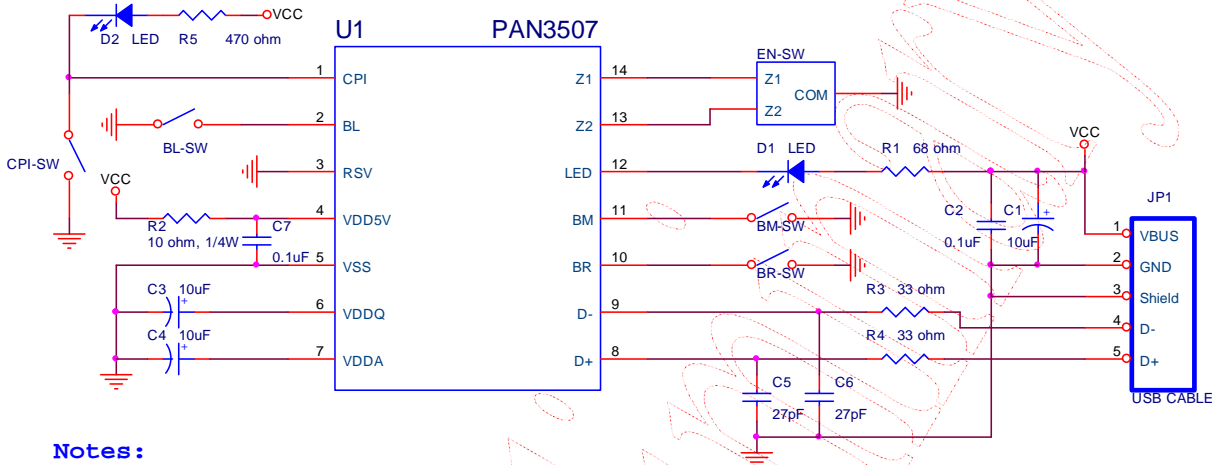 VCC
D2 LED R5 470 ohm
U1 PAN3507
EN-SW
1 CPI Z1 14 Z1
COM
2 BL Z2 13 Z2
BL-SW
CPI-SW
VCC
3 RSV LED 12 D1 LED R1 68 ohm
VCC
4 VDD5V BM 11 BM-SW
R2
10 ohm, 1/4W
C7
0.1uF
C2 C1
0.1uF 10uF
+
JP1
1 VBUS
5 VSS BR 10 BR-SW
2 GND
C3 10uF
+
6 VDDQ D- 9 R3 33 ohm
3 Shield
C4 10uF
+
4 D-
R4 33 ohm
7 VDDA D+ 8
5 D+
C5 C6
27pF 27pF
USB CABLE
Notes: